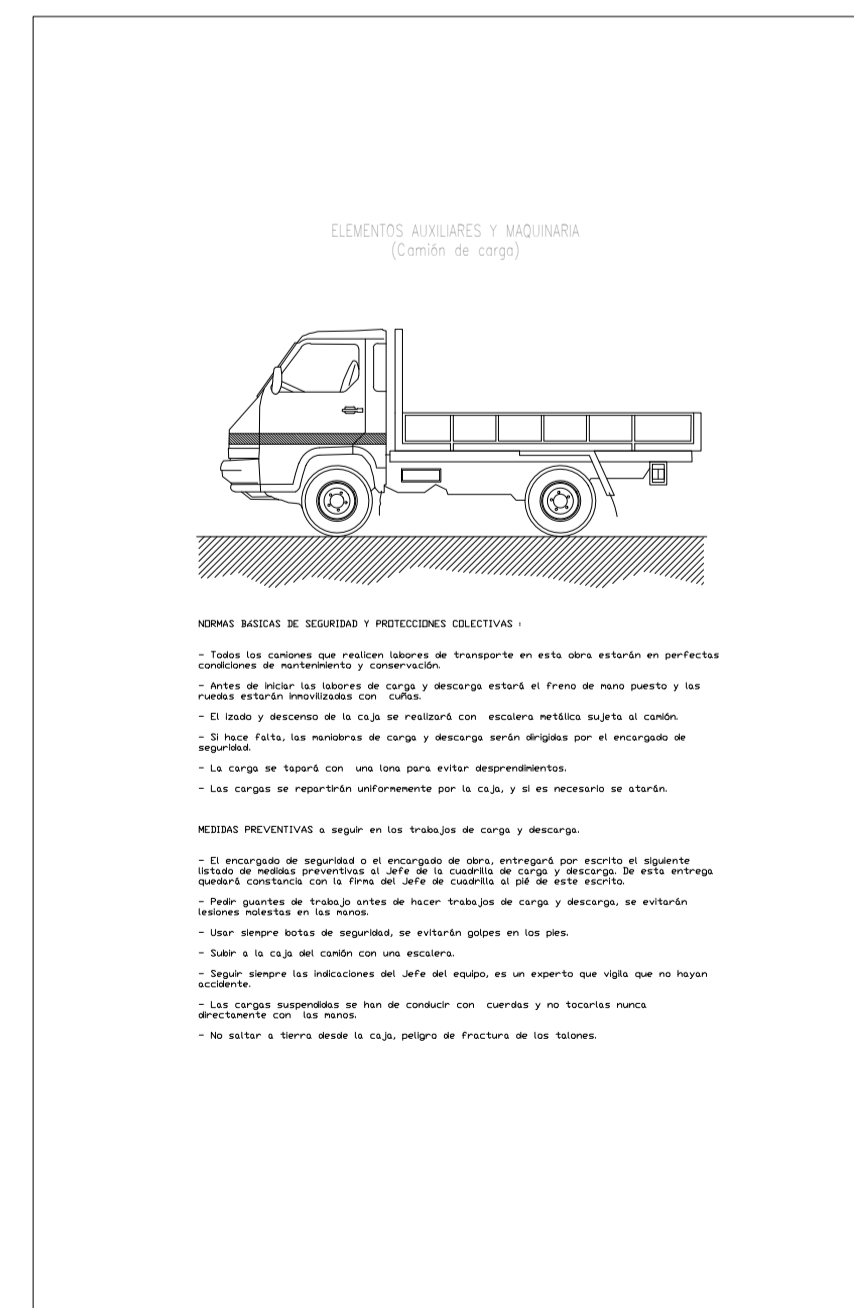 ELEMENTOS AUXILIARES Y MAQUINARIA
(Camión de carga)
NORMAS BáSICAS DE SEGURIDAD Y PROTECCIONES COLECTIVAS :
- Todos los camiones que realicen labores de transporte en esta obra estarán en perfectas
condiciones de mantenimiento y conservación.
- Antes de iniciar las labores de carga y descarga estará el freno de mano puesto y las
ruedas estarán inmovilizadas con cuñas.
- El izado y descenso de la caja se realizará con escalera metálica sujeta al camión.
- Si hace falta, las maniobras de carga y descarga serán dirigidas por el encargado de
seguridad.
- La carga se tapará con una lona para evitar desprendimientos.
- Las cargas se repartirán uniformemente por la caja, y si es necesario se atarán.
MEDIDAS PREVENTIVAS a seguir en los trabajos de carga y descarga.
- El encargado de seguridad o el encargado de obra, entregará por escrito el siguiente
listado de medidas preventivas al Jefe de la cuadrilla de carga y descarga. De esta entrega
quedará constancia con la firma del Jefe de cuadrilla al pié de este escrito.
- Pedir guantes de trabajo antes de hacer trabajos de carga y descarga, se evitarán
lesiones molestas en las manos.
- Usar siempre botas de seguridad, se evitarán golpes en los pies.
- Subir a la caja del camión con una escalera.
- Seguir siempre las indicaciones del Jefe del equipo, es un experto que vigila que no hayan
accidente.
- Las cargas suspendidas se han de conducir con cuerdas y no tocarlas nunca
directamente con las manos.
- No saltar a tierra desde la caja, peligro de fractura de los talones.